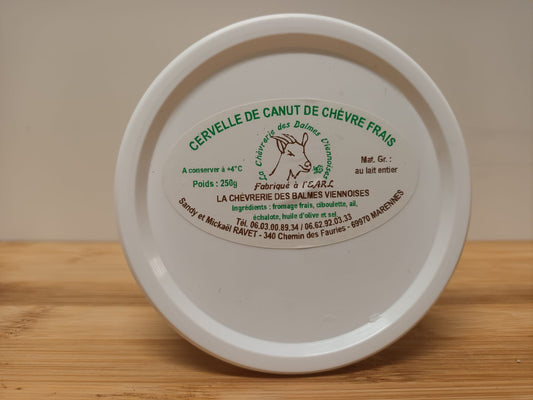 CERVELLE DE CANUT DE CHÈVRE FRAIS
La Chèvrerie des Balmes Viennoises
A conserver à +4°C
Poids : 250g
Mat. Gr. :
au lait entier
Fabriqué à l'EARL
LA CHÈVRERIE DES BALMES VIENNOISES
Ingrédients : fromage frais, ciboulette, ail,
échalote, huile d'olive et sel
Tél. 06.03.00.89.34 / 06.62.92.03.33
Sandy et Mickaël RAVET - 340 Chemin des Fauries - 69970 MARENNES